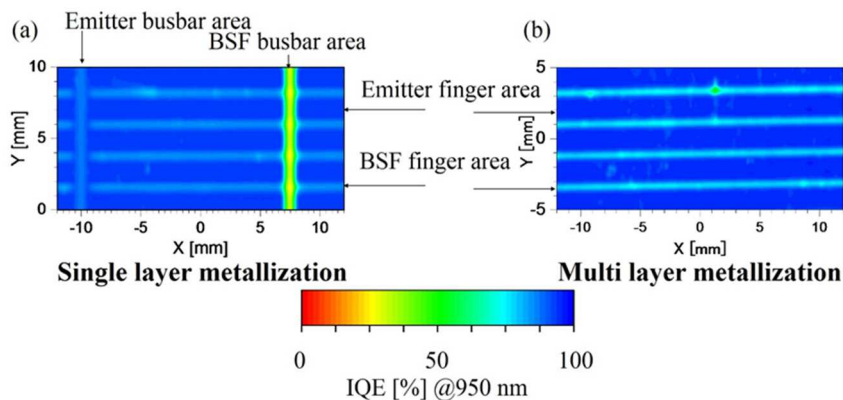 (a)
Emitter busbar area
BSF busbar area
(b)
10
5
0
Y [mm]
-10
-5
0
5
10
X [mm]
Single layer metallization
Emitter finger area
BSF finger area
5
0
-5
Y [mm]
-10
-5
0
5
10
X [mm]
Multi layer metallization
0
50
100
IQE [%] @950 nm